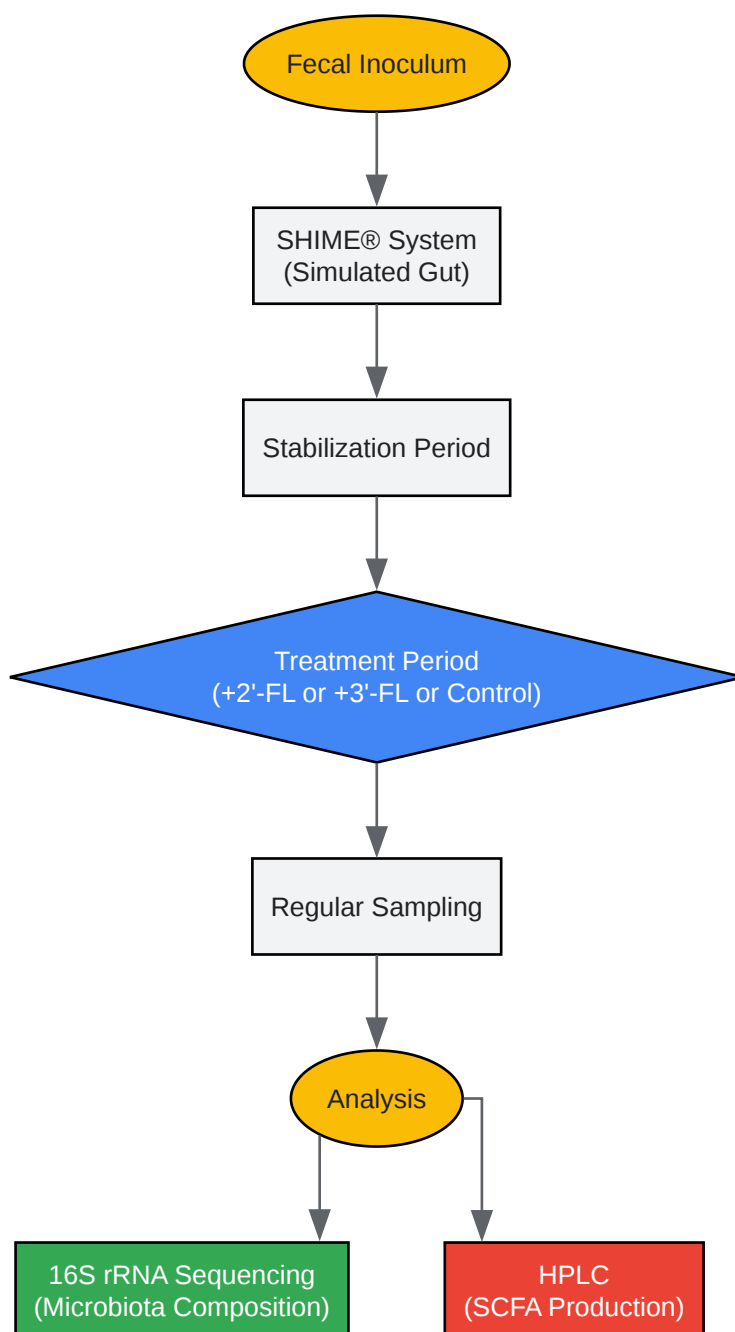 Fecal Inoculum
SHIME® System
(Simulated Gut)
Stabilization Period
Treatment Period
(+2'-FL or +3'-FL or Control)
Regular Sampling
Analysis
16S rRNA Sequencing
(Microbiota Composition)
HPLC
(SCFA Production)